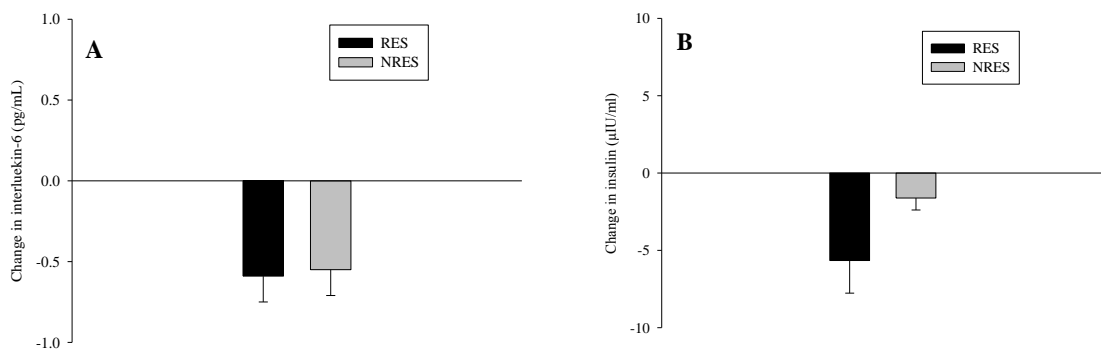 A
RES
NRES
Change in interluekin-6 (pg/mL)
1.0
0.5
0.0
-0.5
-1.0
B
RES
NRES
Change in insulin (µIU/ml)
10
5
0
-5
-10